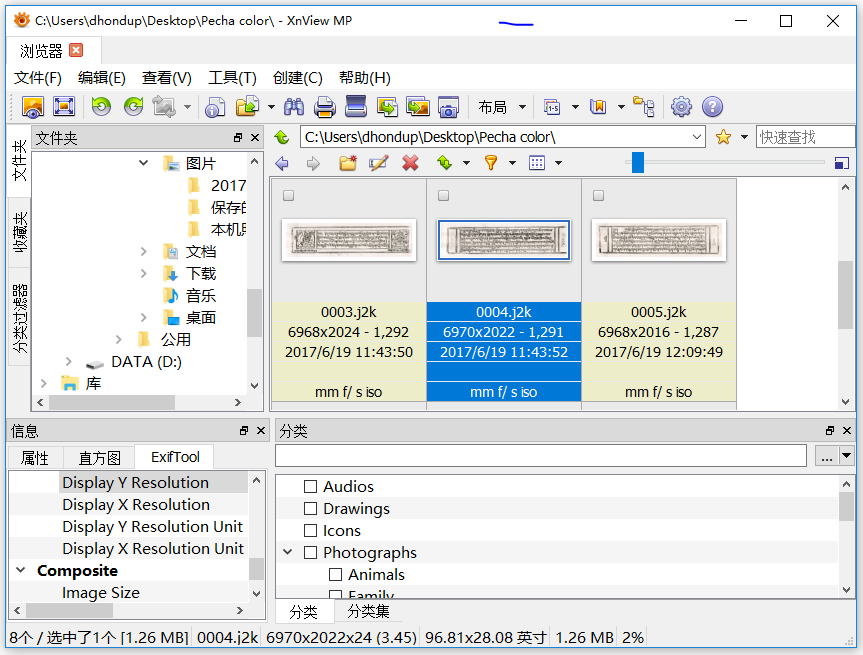 C:\Users\dhondup\Desktop\Pecha color\ - XnView MP
浏览器
文件(F) 编辑(E) 查看(V) 工具(T) 创建(C) 帮助(H)
布局
文件夹
收藏夹
分类过滤器
文件夹
图片
2017
保存的
本机
文档
下载
音乐
桌面
公用
DATA (D:)
库
C:\Users\dhondup\Desktop\Pecha color\
快速查找
0003.j2k
6968x2024 - 1,292
2017/6/19 11:43:50
mm f/ s iso
0004.j2k
6970x2022 - 1,291
2017/6/19 11:43:52
mm f/ s iso
0005.j2k
6968x2016 - 1,287
2017/6/19 12:09:49
mm f/ s iso
信息
属性 直方图 ExifTool
Display Y Resolution
Display X Resolution
Display Y Resolution Unit
Display X Resolution Unit
Composite
Image Size
分类
...
Audios
Drawings
Icons
Photographs
Animals
Family
分类 分类集
8个 / 选中了1个 [1.26 MB] 0004.j2k 6970x2022x24 (3.45) 96.81x28.08 英寸 1.26 MB 2%